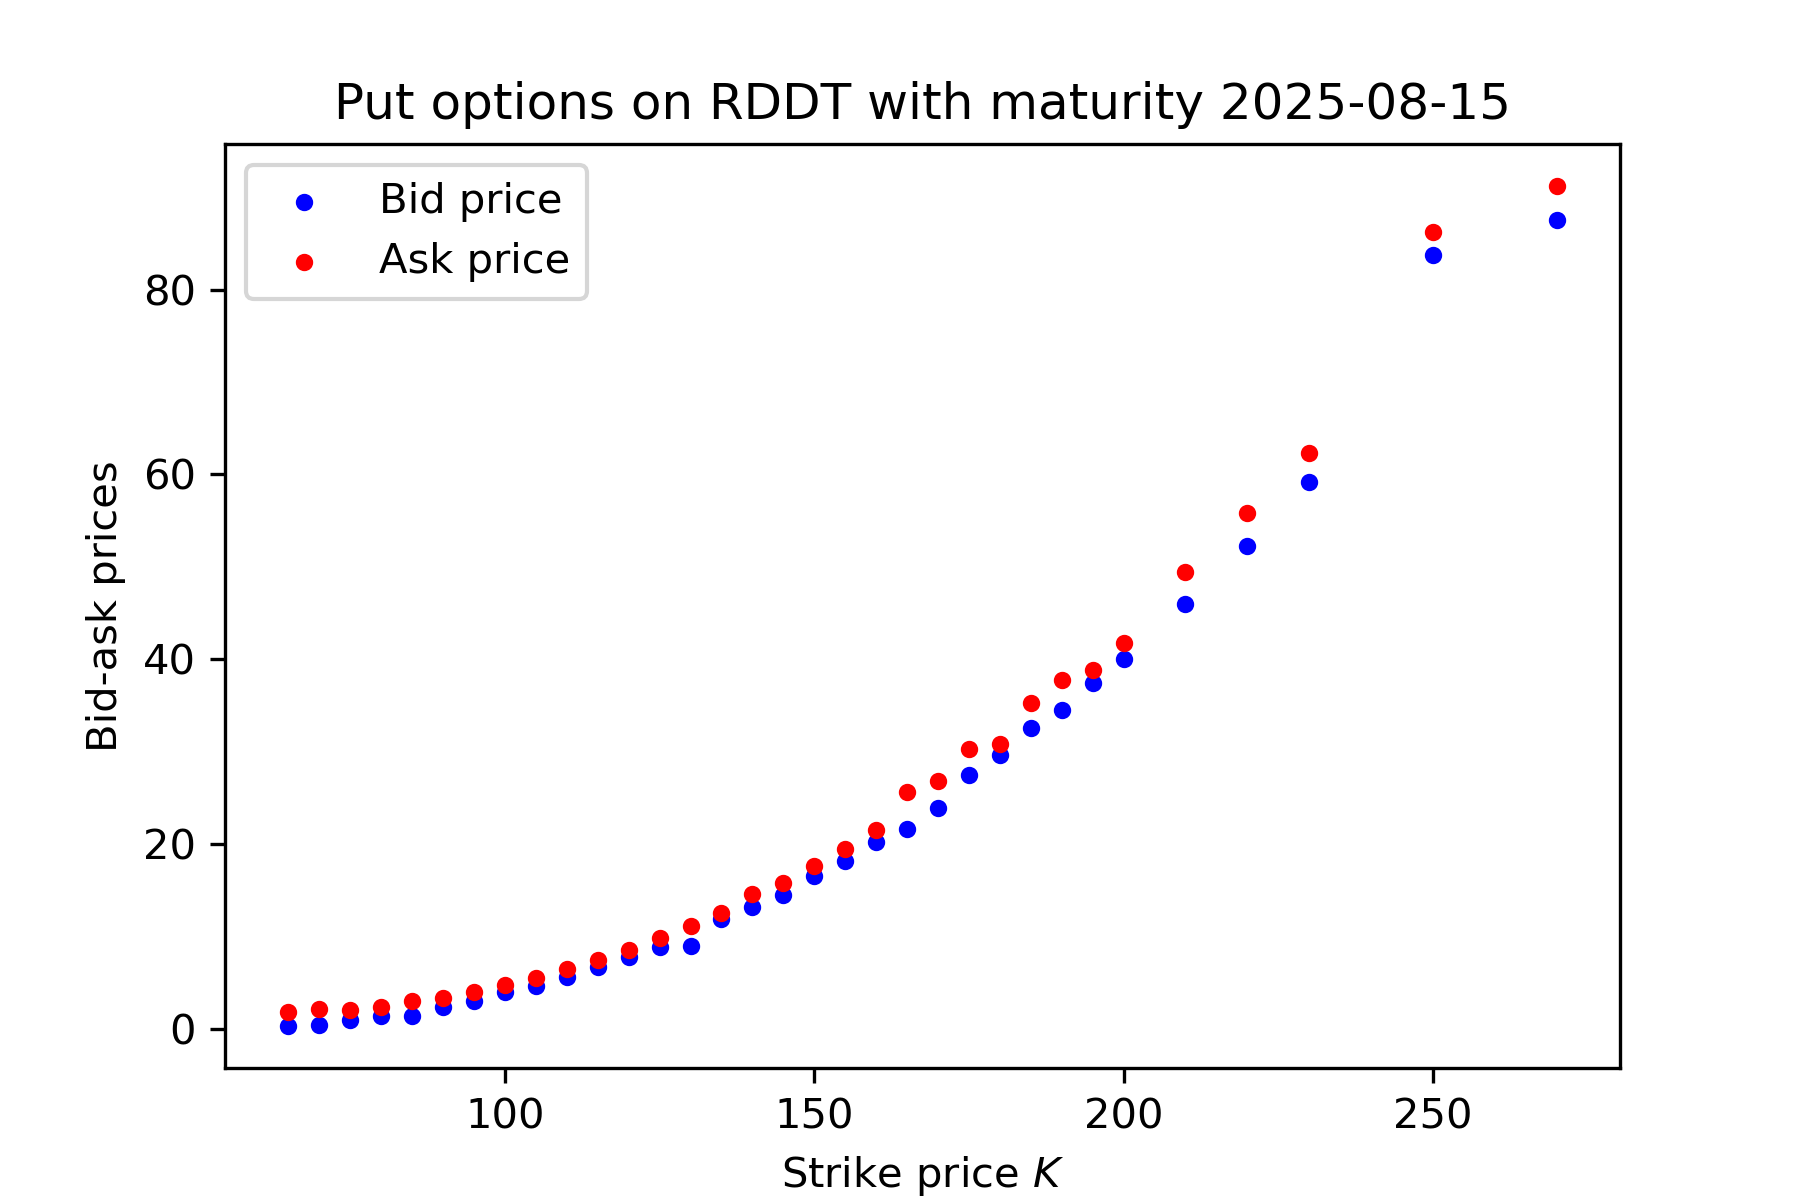 Put options on RDDT with maturity 2025-08-15
Bid price
Ask price
Bid-ask prices
80
60
40
20
0
100 150 200 250
Strike price K